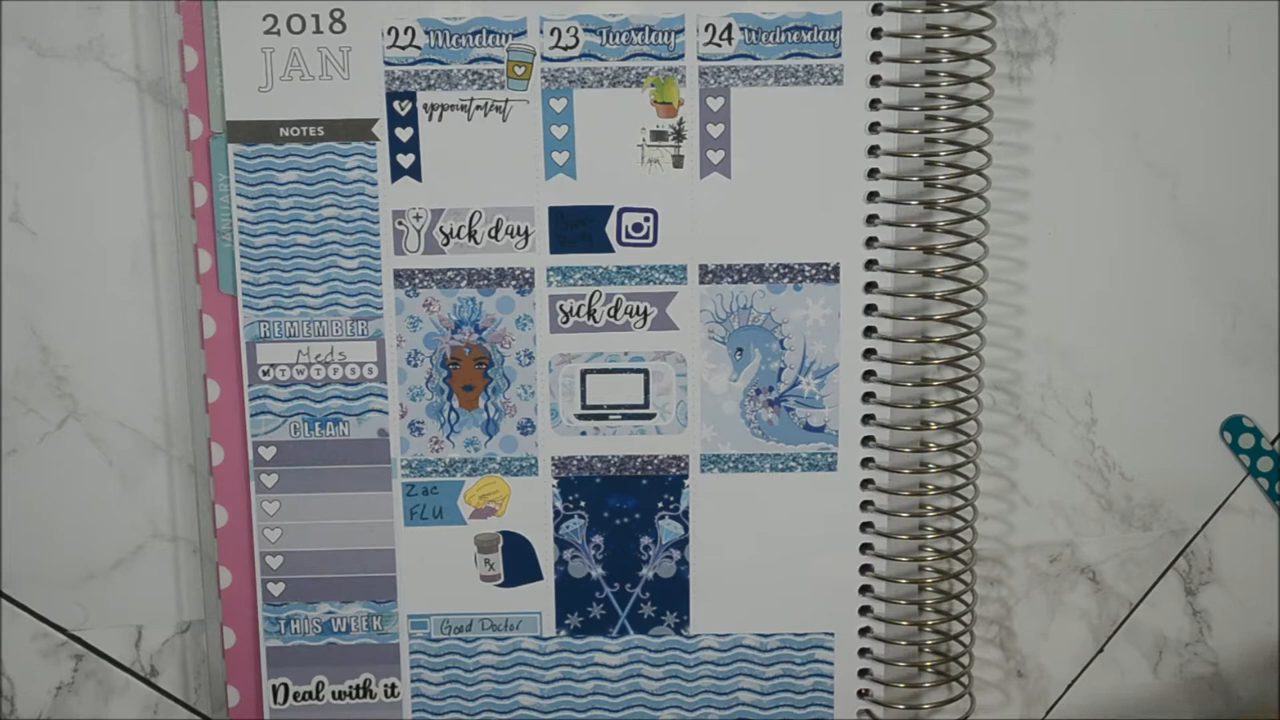 2018
JAN
NOTES
REMEMBER
Meds
M T W T F S S
CLEAN
THIS WEEK
Deal with it
22 Monday
appointment
sick day
Zac
FLU
RX
Good Doctor
23 Tuesday
sick day
24 Wednesday
JANUARY